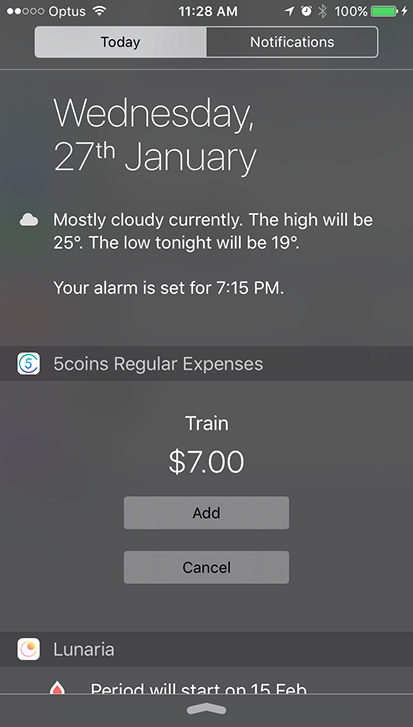 Optus 11:28 AM 100%
Today Notifications
Wednesday,
27th January
Mostly cloudy currently. The high will be
25°. The low tonight will be 19°.
Your alarm is set for 7:15 PM.
5 5coins Regular Expenses
Train
$7.00
Add
Cancel
Lunaria
Period will start on 15 Feb